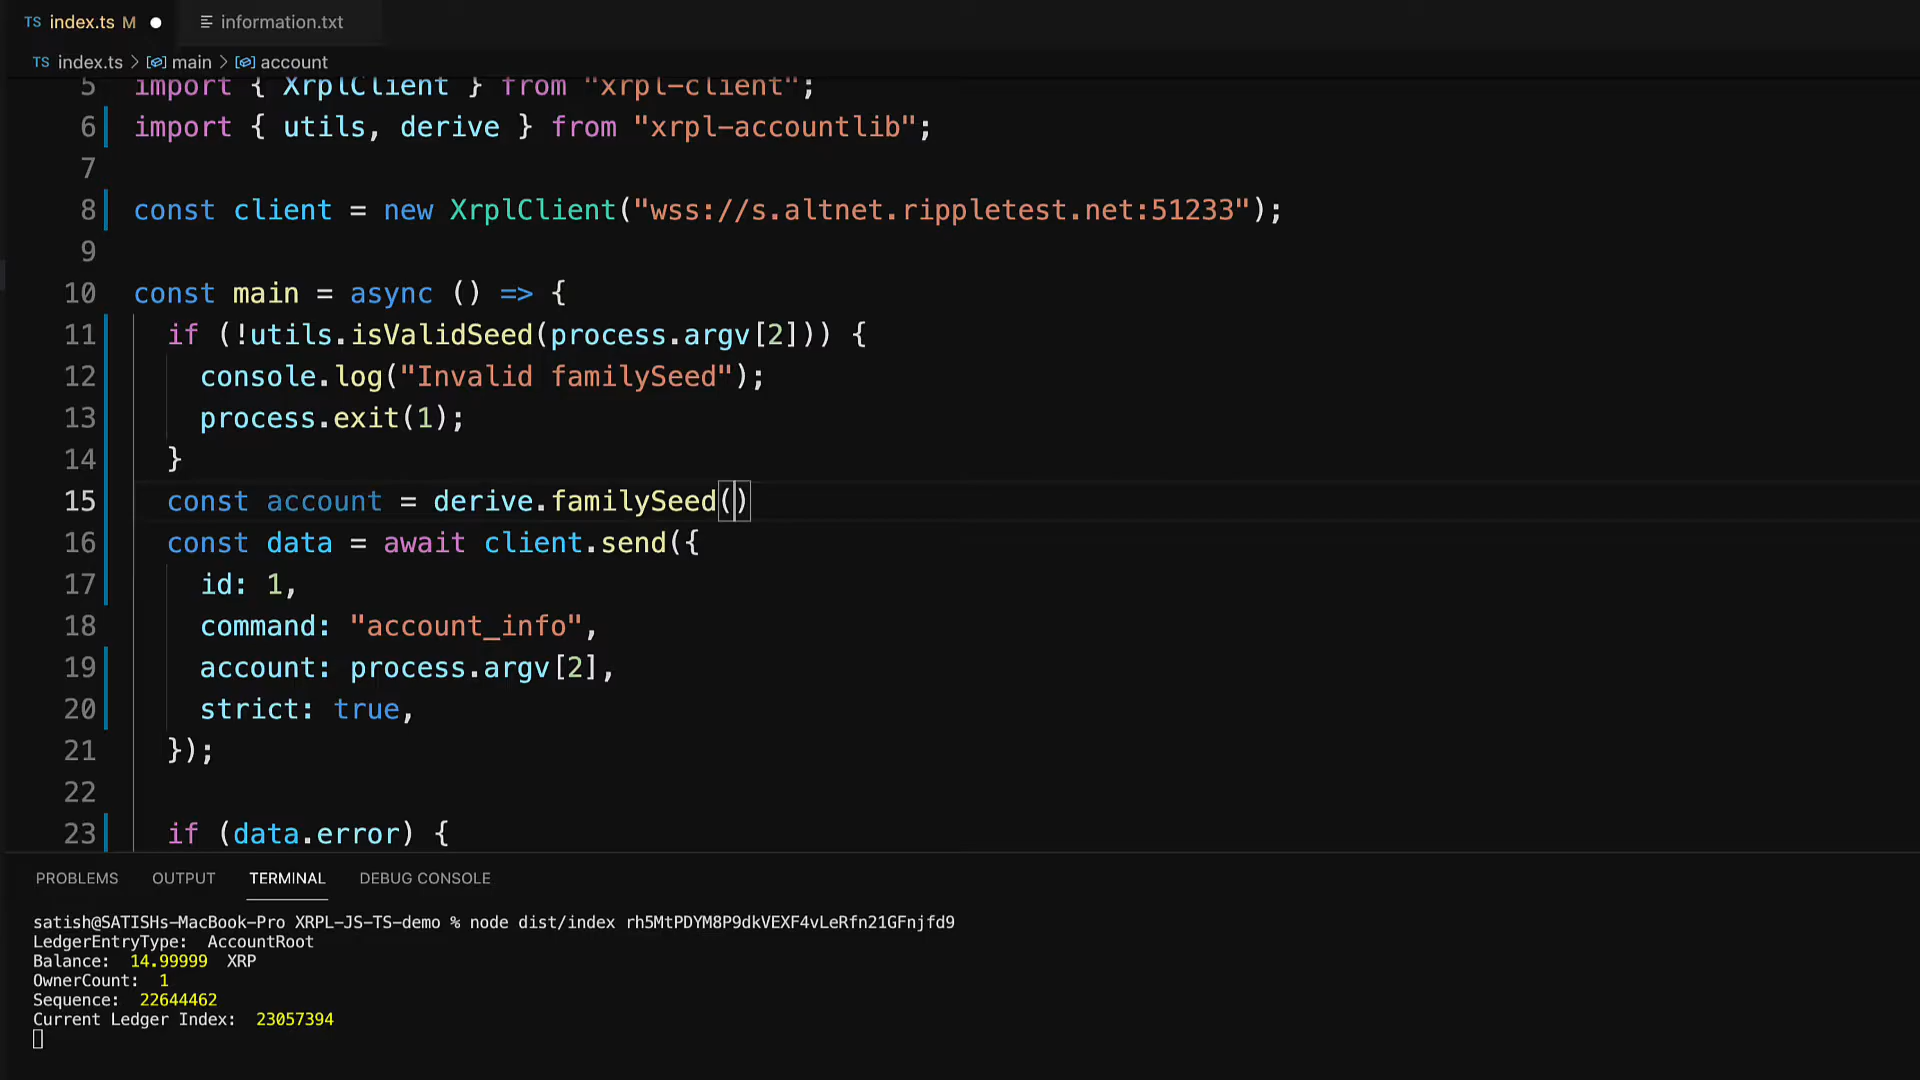 TS index.ts M ● information.txt
TS index.ts > main > account
5 import { XrplClient } from "xrpl-client";
6 import { utils, derive } from "xrpl-accountlib";
7
8 const client = new XrplClient("wss://s.altnet.rippletest.net:51233");
9
10 const main = async () => {
11 if (!utils.isValidSeed(process.argv[2])) {
12 console.log("Invalid familySeed");
13 process.exit(1);
14 }
15 const account = derive.familySeed()
16 const data = await client.send({
17 id: 1,
18 command: "account_info",
19 account: process.argv[2],
20 strict: true,
21 });
22
23 if (data.error) {
PROBLEMS OUTPUT TERMINAL DEBUG CONSOLE
satish@SATISHs-MacBook-Pro XRPL-JS-TS-demo % node dist/index rh5MtPDYM8P9dkVEXF4vLeRfn21GFnjfd9
LedgerEntryType: AccountRoot
Balance: 14.99999 XRP
OwnerCount: 1
Sequence: 22644462
Current Ledger Index: 23057394